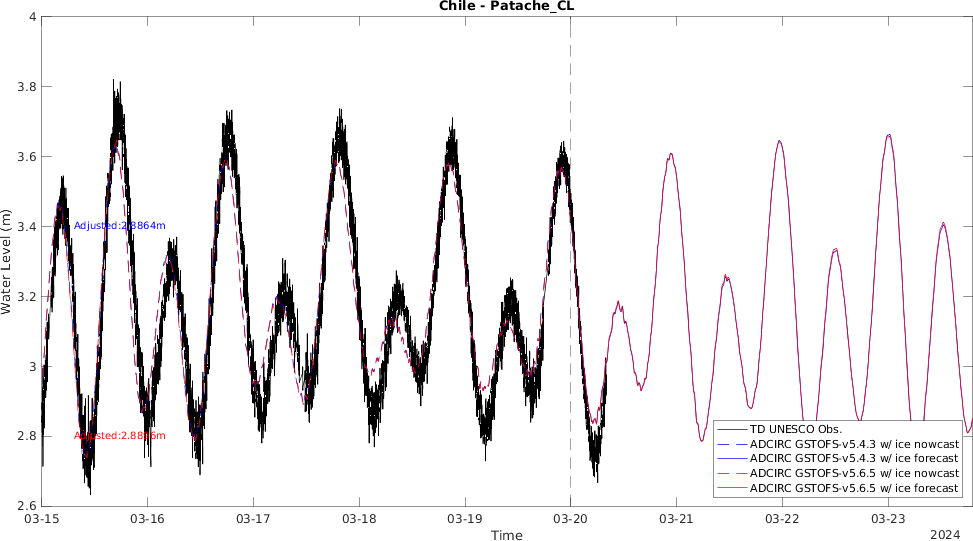 Chile - Patache_CL
4
3.8
3.6
3.4
3.2
3
2.8
2.6
Water Level (m)
Adjusted:2.8864m
TD UNESCO Obs.
ADCIRC GSTOFS-v5.4.3 w/ ice nowcast
ADCIRC GSTOFS-v5.4.3 w/ ice forecast
ADCIRC GSTOFS-v5.6.5 w/ ice nowcast
ADCIRC GSTOFS-v5.6.5 w/ ice forecast
03-15 03-16 03-17 03-18 03-19 03-20 03-21 03-22 03-23
Time
2024